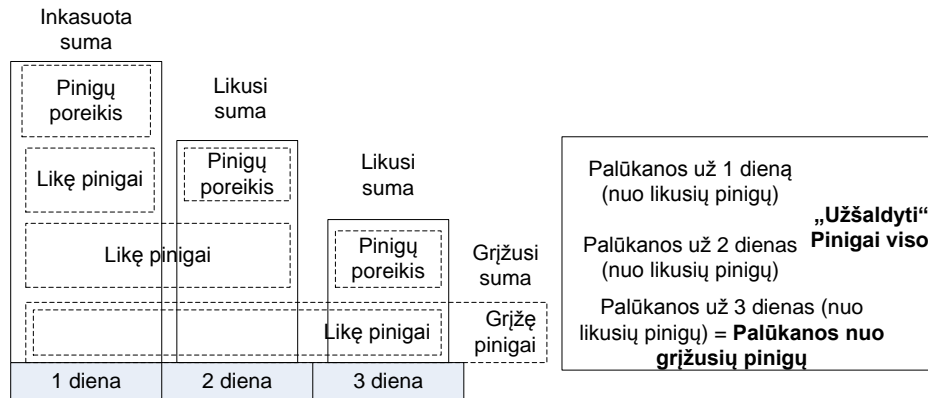 Inkasuota
suma
Pinigų
poreikis
Likę pinigai
Likę pinigai
Likę pinigai
Likusi
suma
Pinigų
poreikis
Likusi
suma
Pinigų
poreikis
Grįžusi
suma
Grįžę
pinigai
1 diena
2 diena
3 diena
Palūkanos už 1 dieną
(nuo likusių pinigų)
Palūkanos už 2 dienas
(nuo likusių pinigų)
Palūkanos už 3 dienas (nuo
likusių pinigų) = Palūkanos nuo
grįžusių pinigų
„Užšaldyti“
Pinigai viso